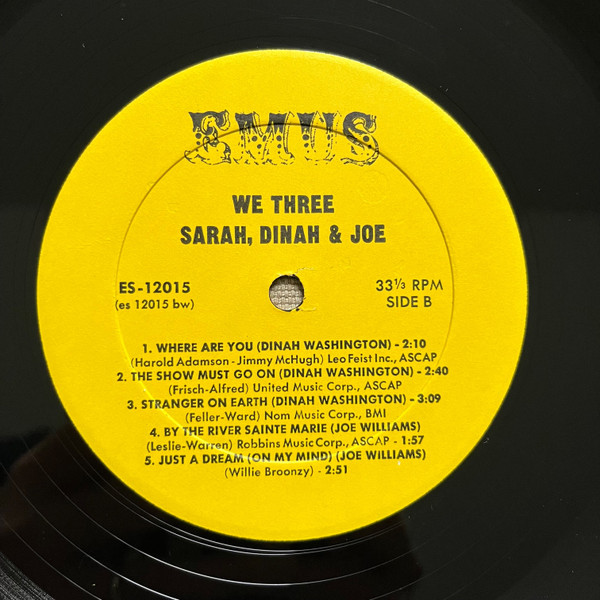 EMUS
WE THREE
SARAH, DINAH & JOE
ES-12015
(es 12015 bw)
33⅓ RPM
SIDE B
1. WHERE ARE YOU (DINAH WASHINGTON) - 2:10
(Harold Adamson - Jimmy McHugh) Leo Feist Inc., ASCAP
2. THE SHOW MUST GO ON (DINAH WASHINGTON) - 2:40
(Frisch-Alfred) United Music Corp., ASCAP
3. STRANGER ON EARTH (DINAH WASHINGTON) - 3:09
(Feller-Ward) Nom Music Corp., BMI
4. BY THE RIVER SAINTE MARIE (JOE WILLIAMS)
(Leslie-Warren) Robbins Music Corp., ASCAP - 1:57
5. JUST A DREAM (ON MY MIND) (JOE WILLIAMS)
(Willie Broonzy) - 2:51